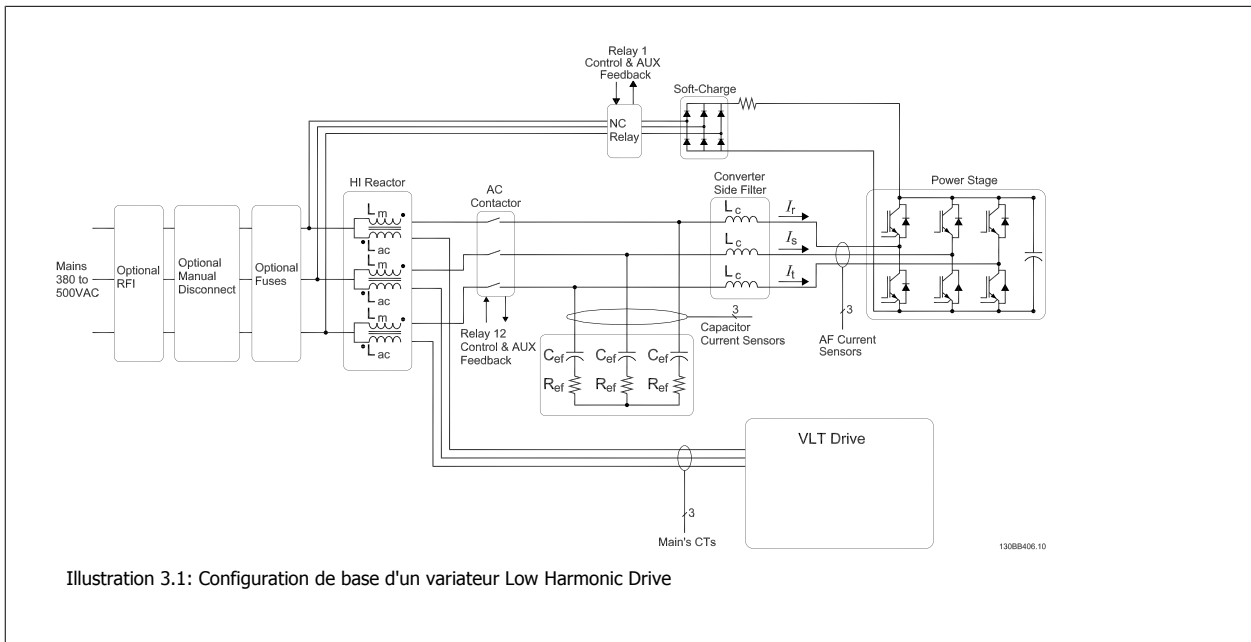 Relay 1
Control & AUX
Feedback
Soft-Charge
NC
Relay
HI Reactor
AC
Contactor
Converter
Side Filter
Power Stage
Lm
Lac
Lm
Lac
Lm
Lac
Lc
Ir
Lc
Is
Lc
It
Mains
380 to
500VAC
Optional
RFI
Optional
Manual
Disconnect
Optional
Fuses
Relay 12
Control & AUX
Feedback
3
Capacitor
Current Sensors
3
AF Current
Sensors
Cef
Cef
Cef
Ref
Ref
Ref
VLT Drive
3
Main's CTs
130BB406.10
Illustration 3.1: Configuration de base d'un variateur Low Harmonic Drive